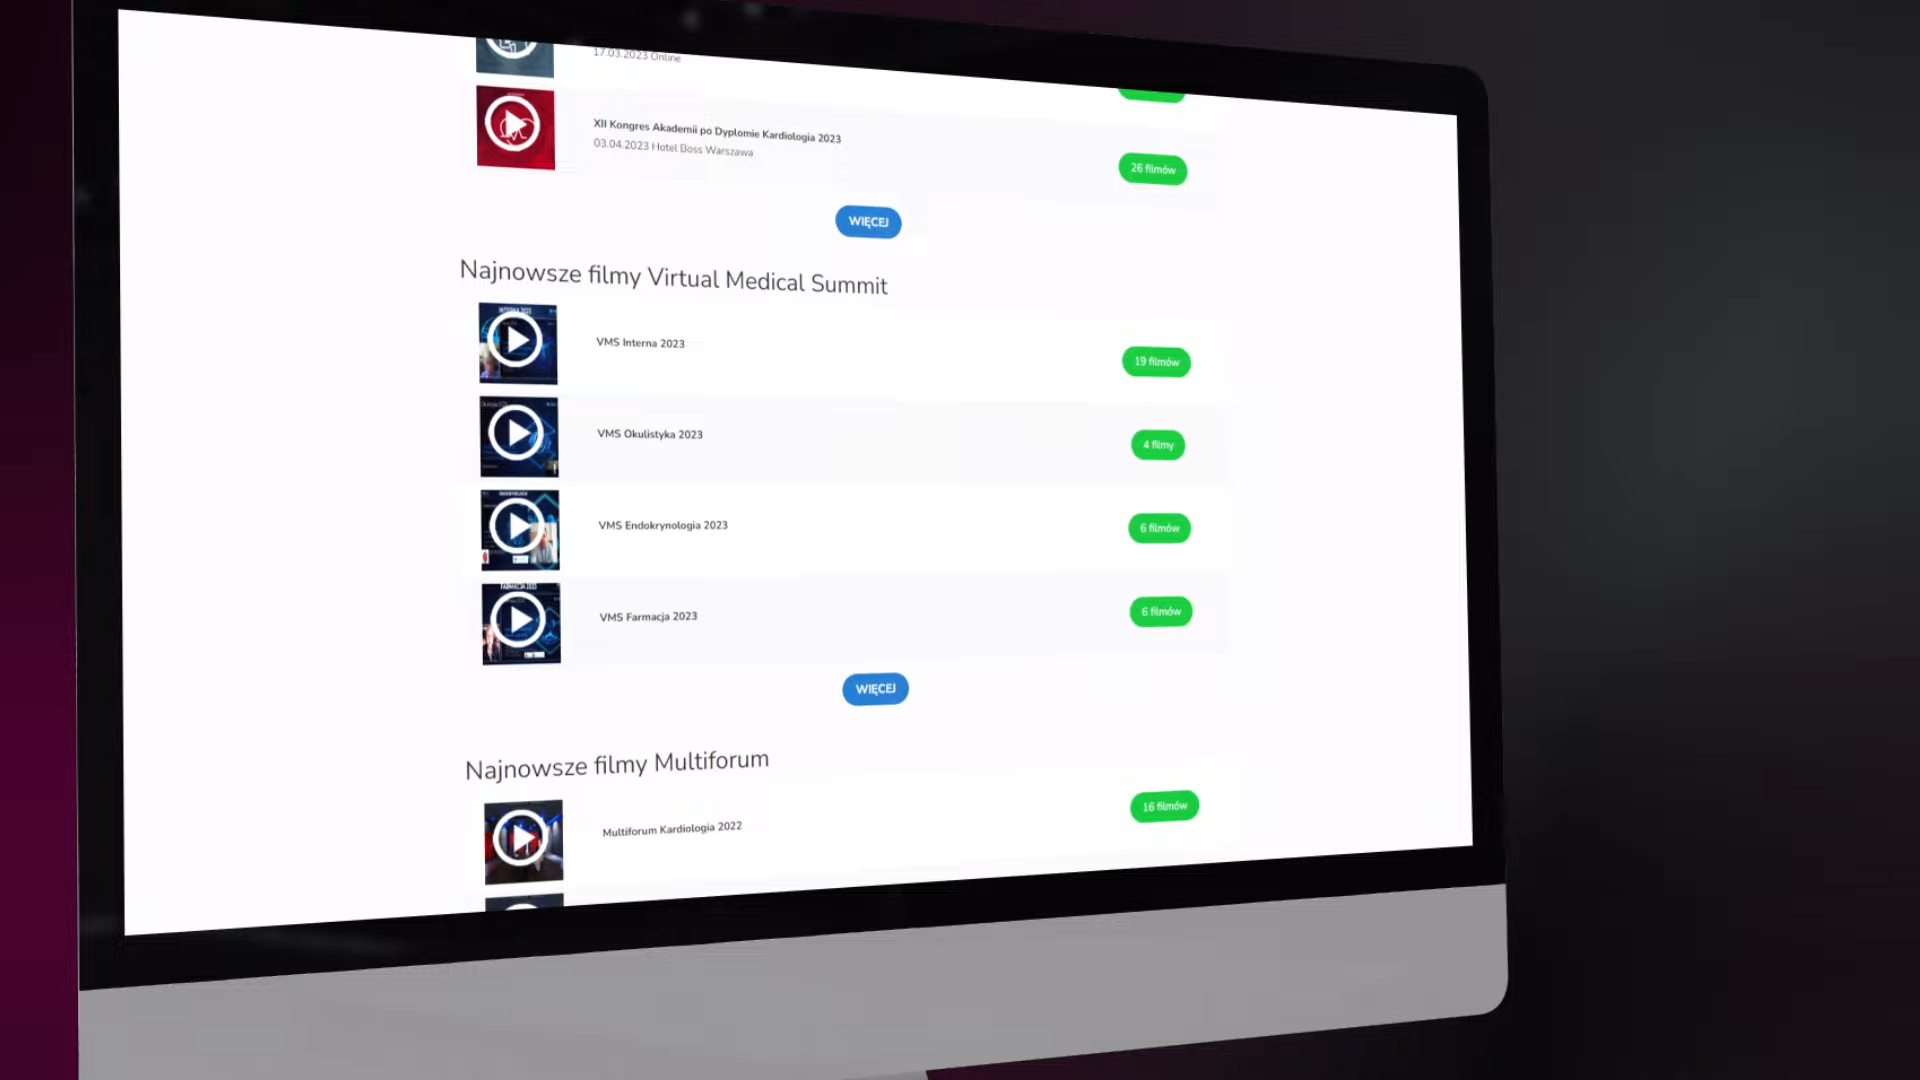 17.03.2023 Online
XII Kongres Akademii po Dyplomie Kardiologia 2023
03.04.2023 Hotel Boss Warszawa
26 filmów
WIĘCEJ
Najnowsze filmy Virtual Medical Summit
VMS Interna 2023
19 filmów
VMS Okulistyka 2023
4 filmy
VMS Endokrynologia 2023
6 filmów
VMS Farmacja 2023
6 filmów
WIĘCEJ
Najnowsze filmy Multiforum
Multiforum Kardiologia 2022
16 filmów